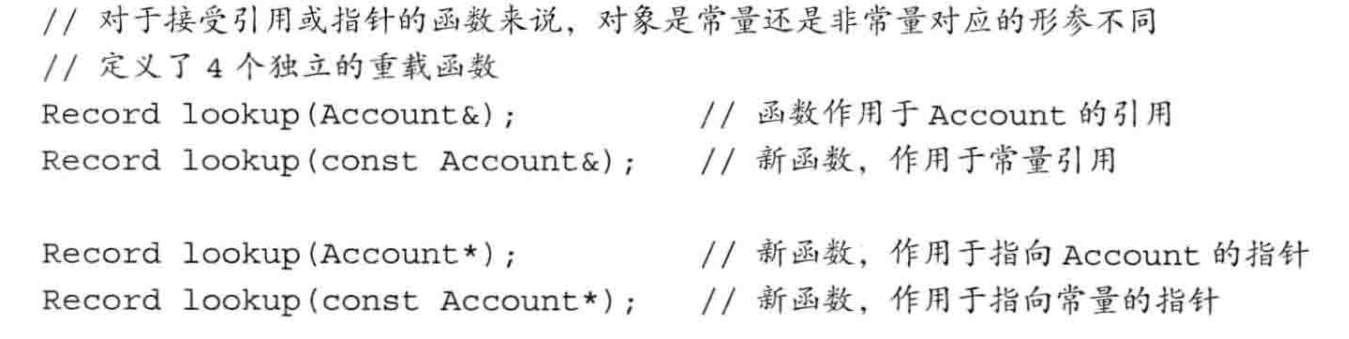 // 对于接受引用或指针的函数来说，对象是常量还是非常量对应的形参不同
// 定义了 4 个独立的重载函数
Record lookup(Account&); // 函数作用于 Account 的引用
Record lookup(const Account&); // 新函数，作用于常量引用
Record lookup(Account*); // 新函数，作用于指向 Account 的指针
Record lookup(const Account*); // 新函数，作用于指向常量的指针